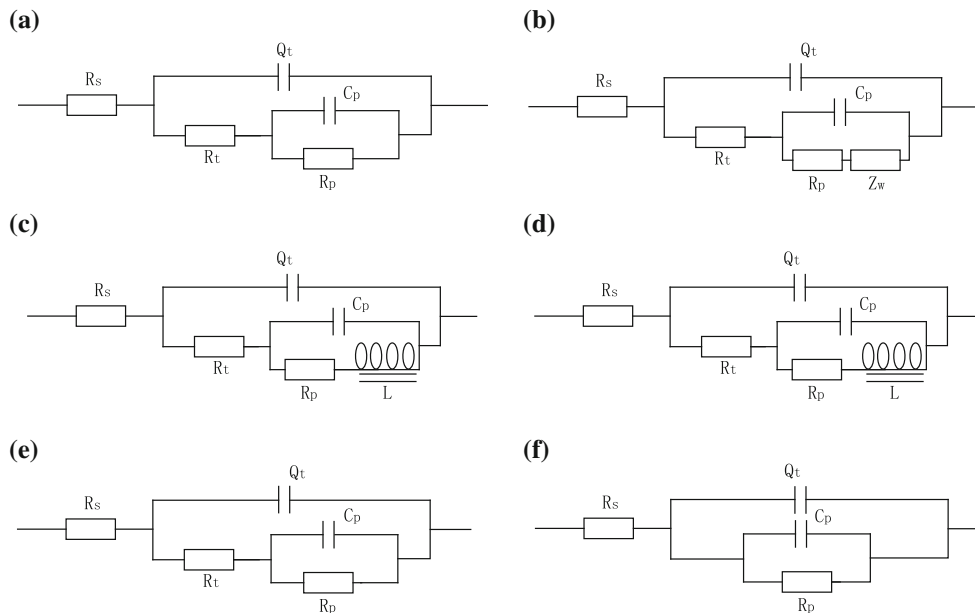 (a)
Qt
Rs
Cp
Rt
Rp
(b)
Qt
Rs
Cp
Rt
Rp
Zw
(c)
Qt
Rs
Cp
Rt
Rp
L
(d)
Qt
Rs
Cp
Rt
Rp
L
(e)
Qt
Rs
Cp
Rt
Rp
(f)
Qt
Rs
Cp
Rp